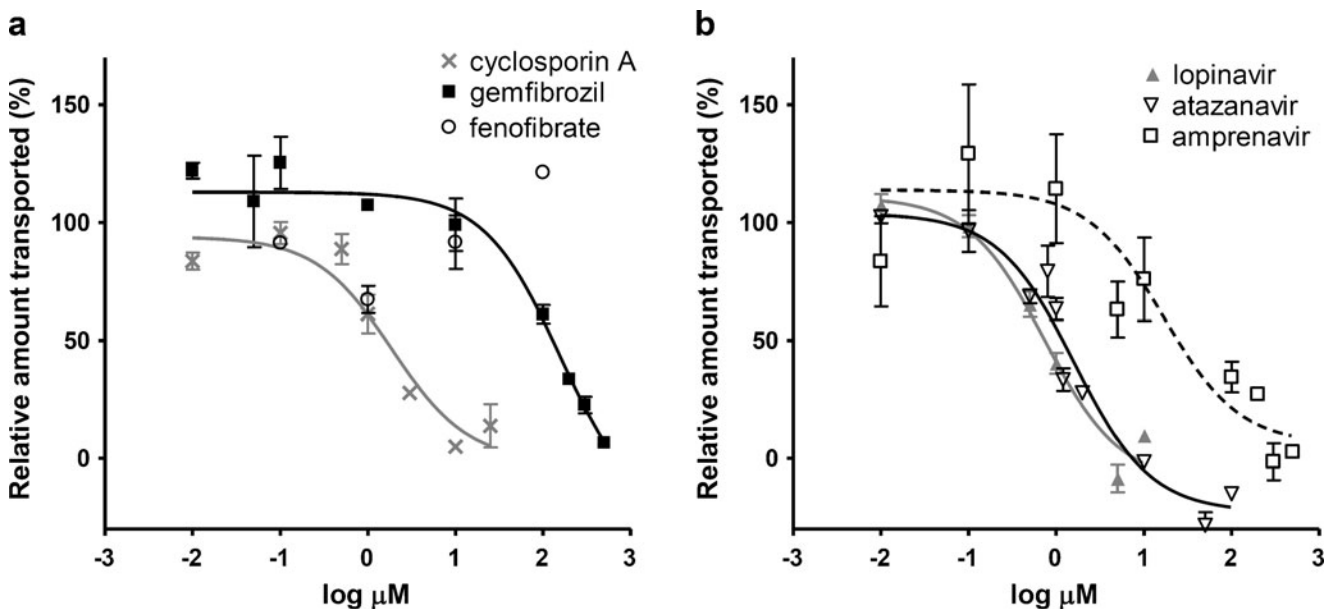 a
cyclosporin A
gemfibrozil
fenofibrate
Relative amount transported (%)
150
100
50
0
-3 -2 -1 0 1 2 3
log μM
b
lopinavir
atazanavir
amprenavir
Relative amount transported (%)
150
100
50
0
-3 -2 -1 0 1 2 3
log μM